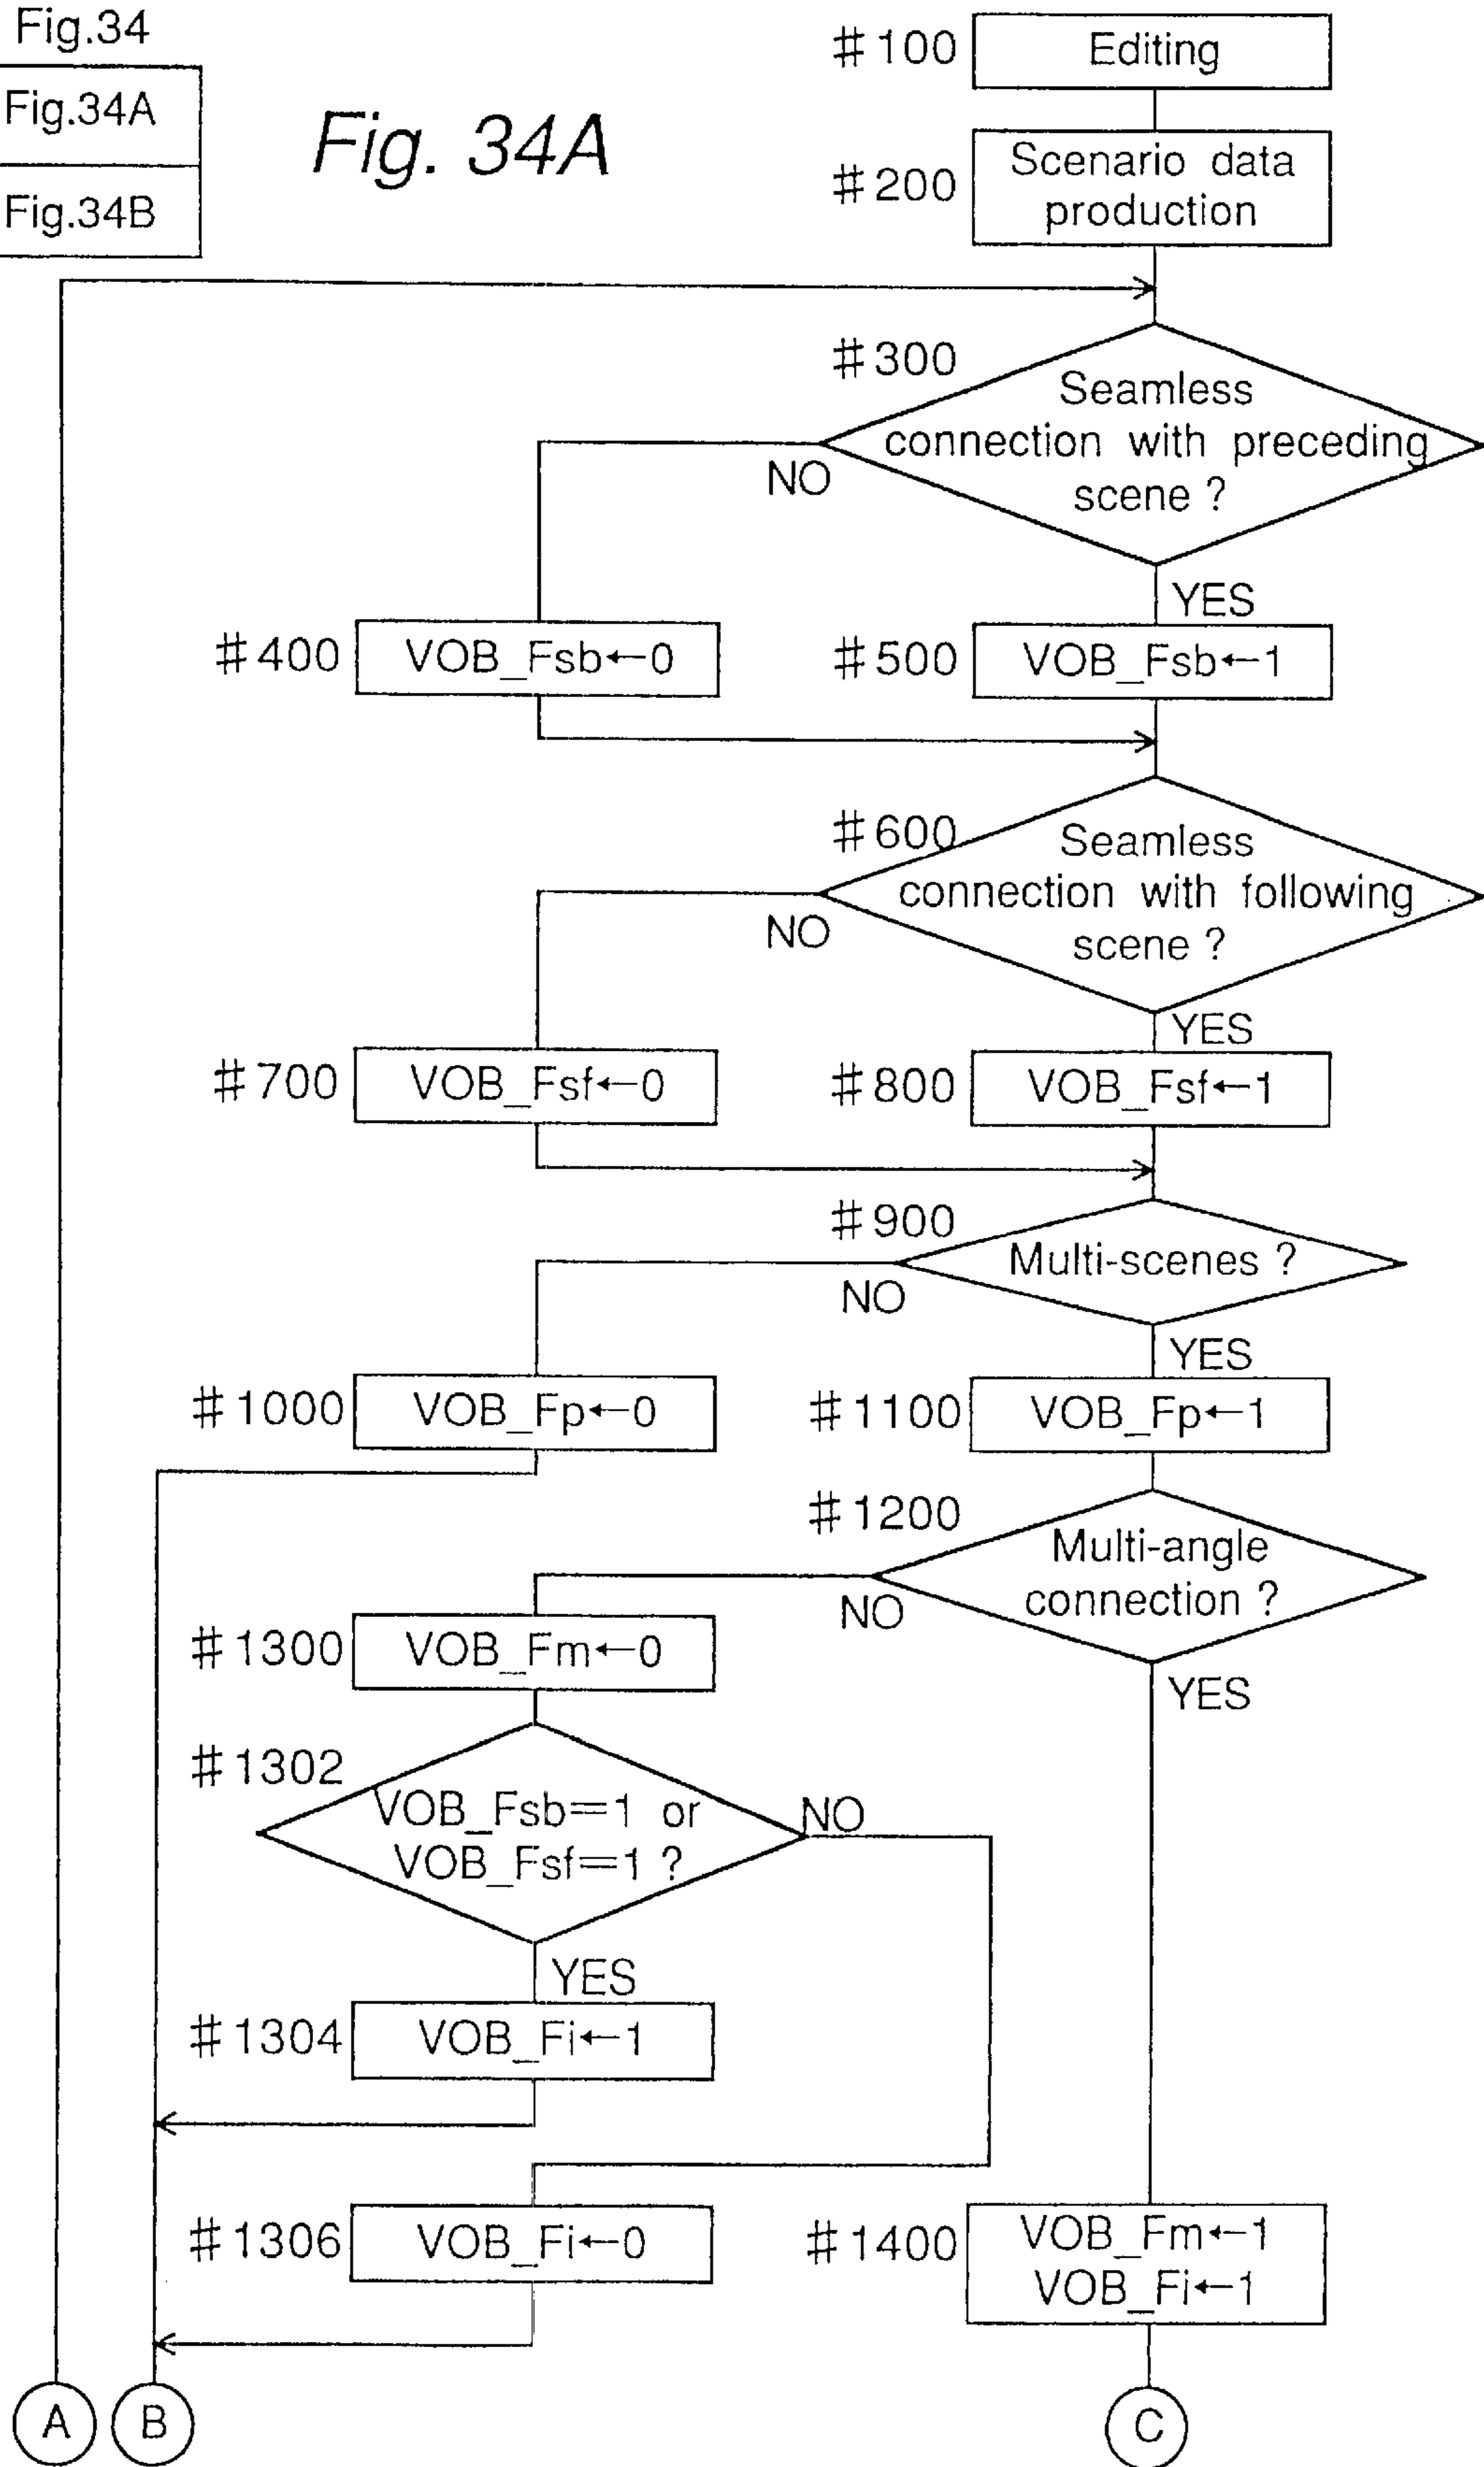 Fig.34
Fig.34A
Fig.34B
Fig. 34A
#100
Editing
#200
Scenario data
production
#300
Seamless
connection with preceding
scene ?
NO
YES
#400
VOB_Fsb←0
#500
VOB_Fsb←1
#600
Seamless
connection with following
scene ?
NO
YES
#700
VOB_Fsf←0
#800
VOB_Fsf←1
#900
Multi-scenes ?
NO
YES
#1000
VOB_Fp←0
#1100
VOB_Fp←1
#1200
Multi-angle
connection ?
NO
YES
#1300
VOB_Fm←0
#1302
VOB_Fsb=1 or
VOB_Fsf=1 ?
NO
YES
#1304
VOB_Fi←1
#1306
VOB_Fi←0
#1400
VOB_Fm←1
VOB_Fi←1
A
B
C